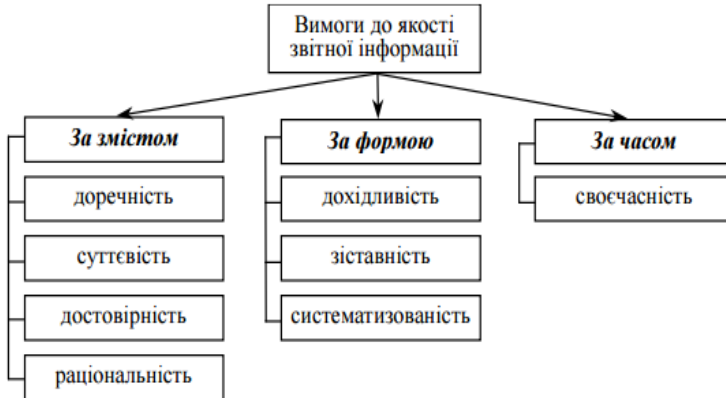 Вимоги до якості
звітної інформації
За змістом
доречність
суттєвість
достовірність
раціональність
За формою
дохідливість
зіставність
систематизованість
За часом
своєчасність